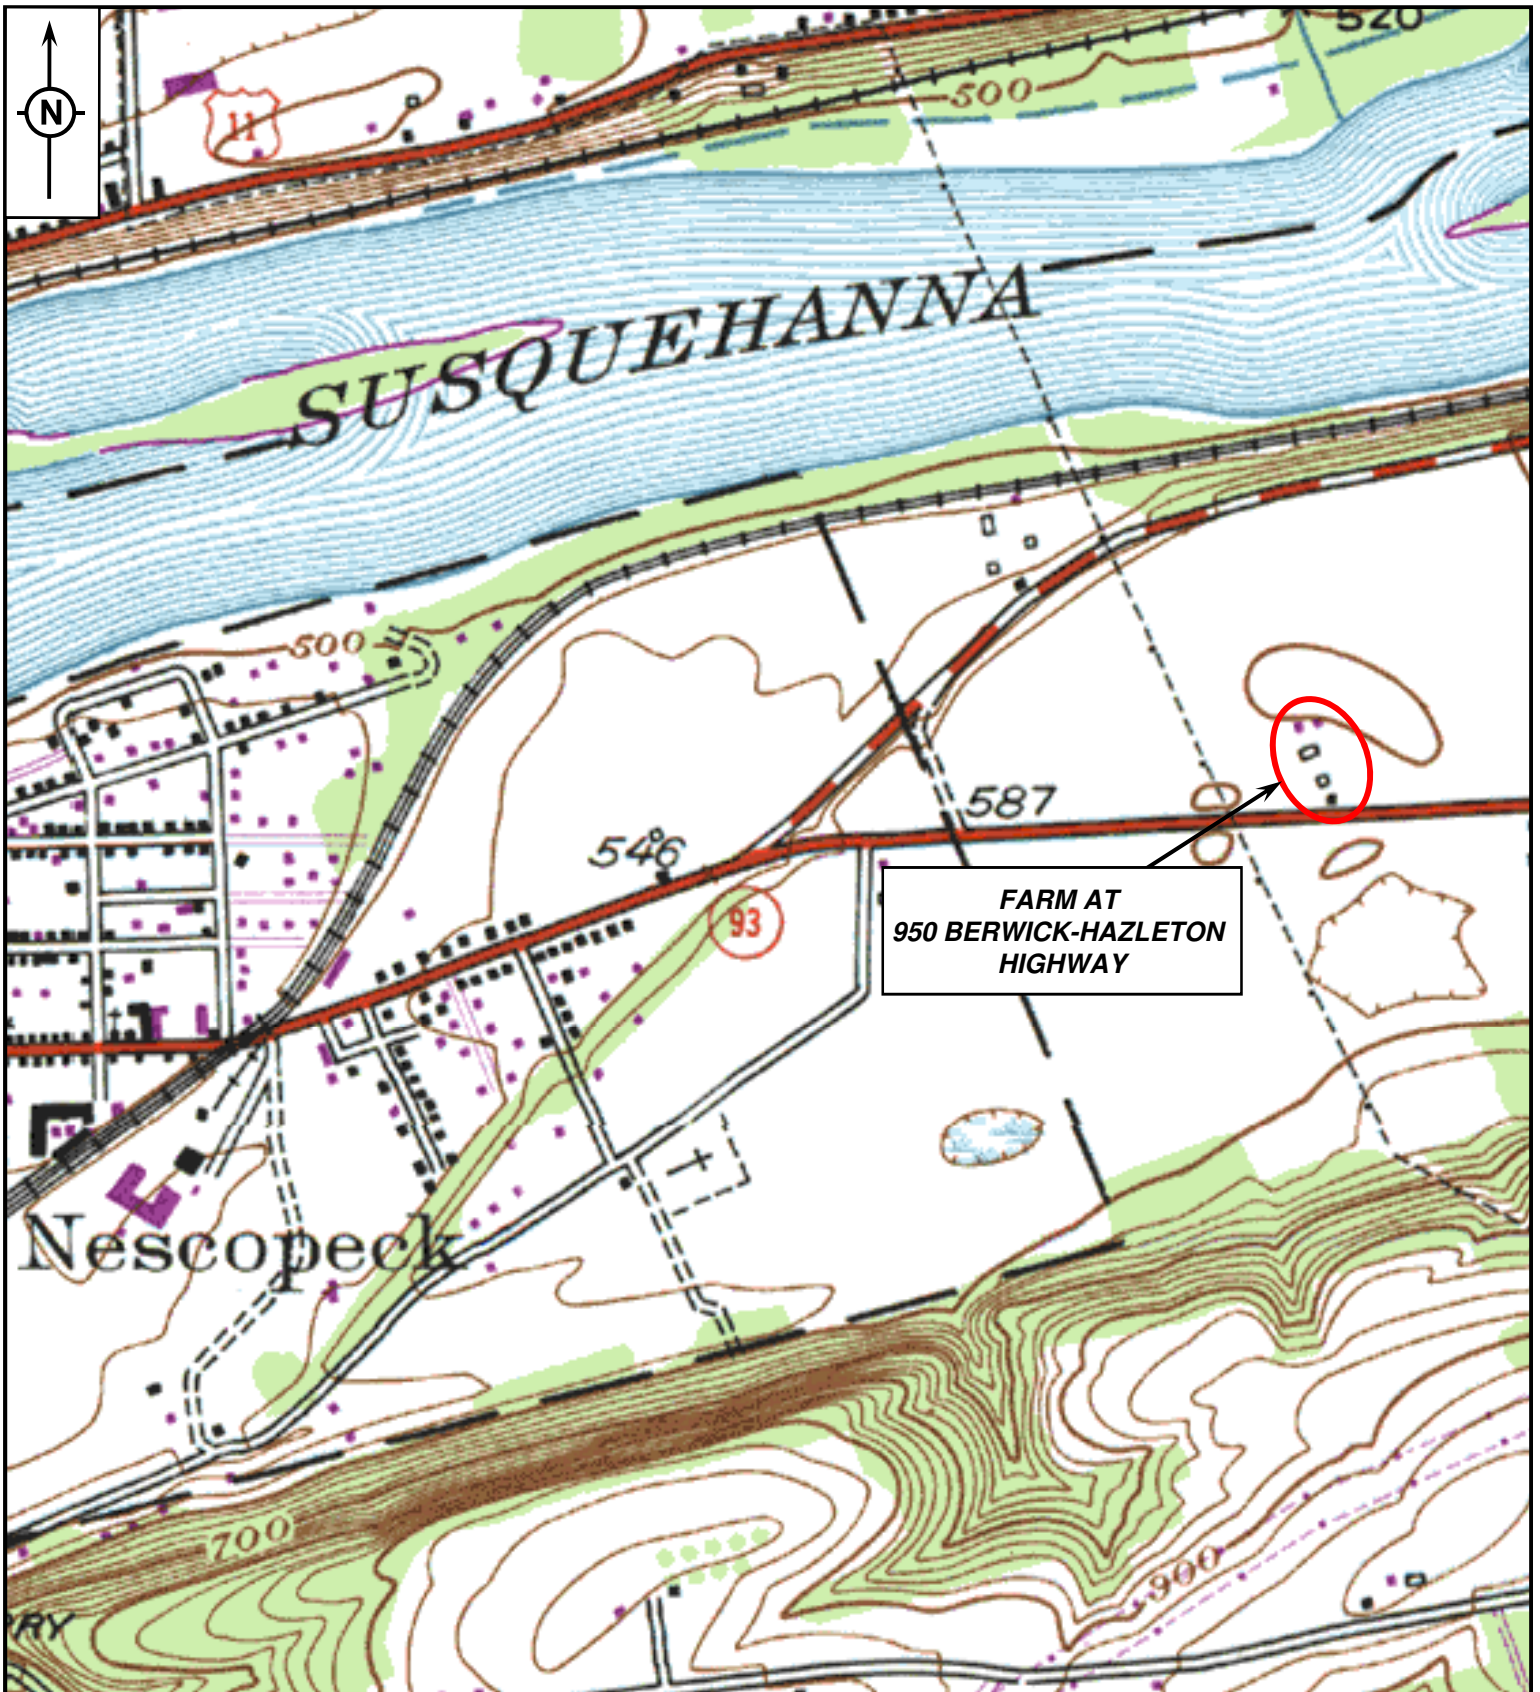 N
520
11
500
SUSQUEHANNA
500
587
546
93
FARM AT
950 BERWICK-HAZLETON
HIGHWAY
Nescopeck
700
900
RY